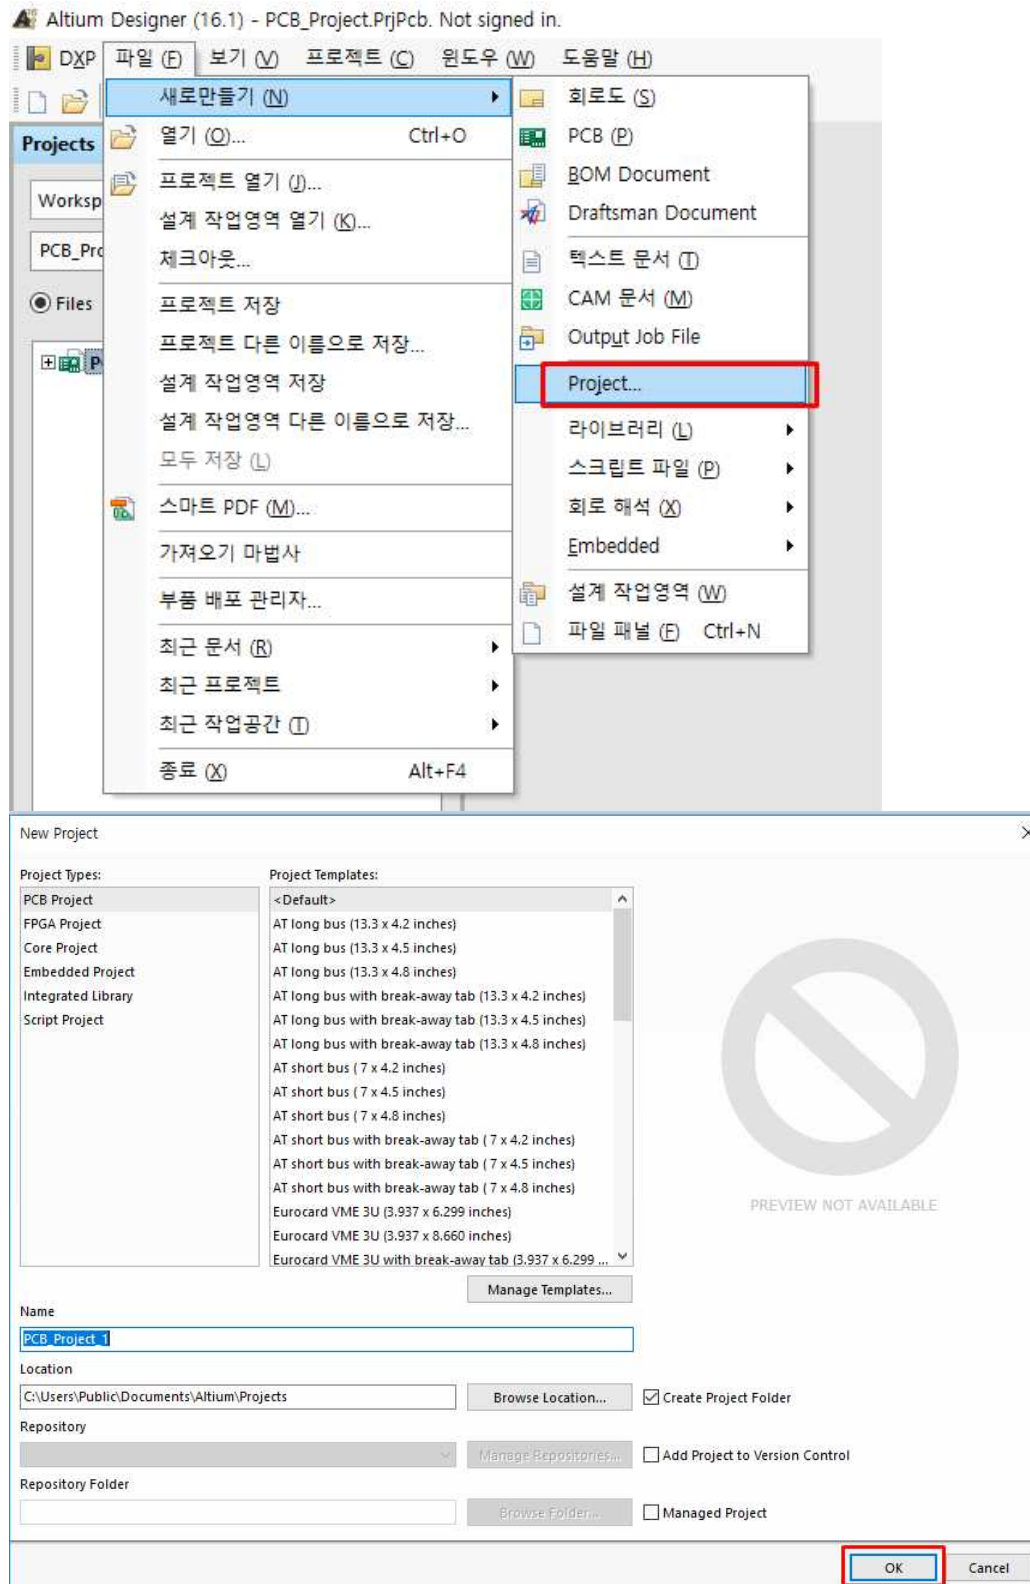 Altium Designer (16.1) - PCB_Project.PrjPcb. Not signed in.
DXP 파일 (F) 보기 (V) 프로젝트 (C) 윈도우 (W) 도움말 (H)
새로만들기 (N)
열기 (O)... Ctrl+O
프로젝트 열기 (J)...
설계 작업영역 열기 (K)...
체크아웃...
프로젝트 저장
프로젝트 다른 이름으로 저장...
설계 작업영역 저장
설계 작업영역 다른 이름으로 저장...
모두 저장 (L)
스마트 PDF (M)...
가져오기 마법사
부품 배포 관리자...
최근 문서 (R)
최근 프로젝트
최근 작업공간 (T)
종료 (X) Alt+F4
회로도 (S)
PCB (P)
BOM Document
Draftsman Document
텍스트 문서 (T)
CAM 문서 (M)
Output Job File
Project...
라이브러리 (L)
스크립트 파일 (P)
회로 해석 (X)
Embedded
설계 작업영역 (W)
파일 패널 (F) Ctrl+N
Projects
Worksp
PCB_Pro
Files
P
New Project
Project Types:
PCB Project
FPGA Project
Core Project
Embedded Project
Integrated Library
Script Project
Project Templates:
<Default>
AT long bus (13.3 x 4.2 inches)
AT long bus (13.3 x 4.5 inches)
AT long bus (13.3 x 4.8 inches)
AT long bus with break-away tab (13.3 x 4.2 inches)
AT long bus with break-away tab (13.3 x 4.5 inches)
AT long bus with break-away tab (13.3 x 4.8 inches)
AT short bus ( 7 x 4.2 inches)
AT short bus ( 7 x 4.5 inches)
AT short bus ( 7 x 4.8 inches)
AT short bus with break-away tab ( 7 x 4.2 inches)
AT short bus with break-away tab ( 7 x 4.5 inches)
AT short bus with break-away tab ( 7 x 4.8 inches)
Eurocard VME 3U (3.937 x 6.299 inches)
Eurocard VME 3U (3.937 x 8.660 inches)
Eurocard VME 3U with break-away tab (3.937 x 6.299 ...
PREVIEW NOT AVAILABLE
Manage Templates...
Name
PCB_Project_1
Location
C:\Users\Public\Documents\Altium\Projects
Browse Location...
Create Project Folder
Repository
Manage Repositories...
Add Project to Version Control
Repository Folder
Browse Folder...
Managed Project
OK Cancel